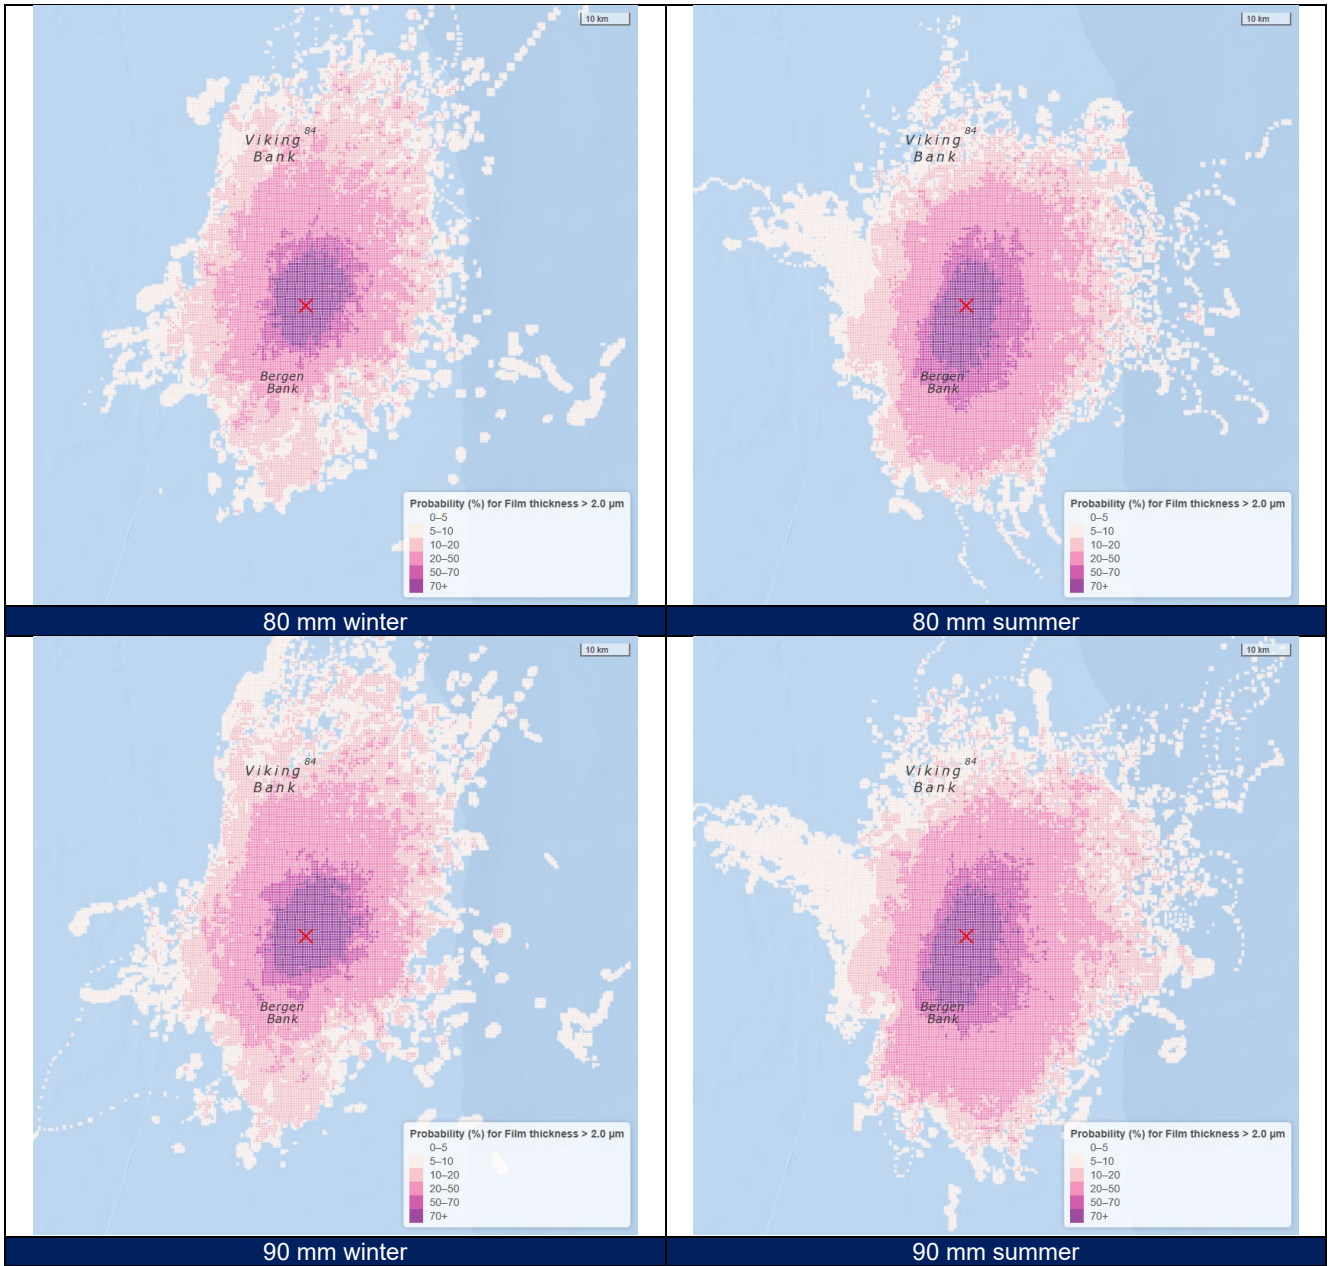 10 km
84
Viking
Bank
Bergen
Bank
Probability (%) for Film thickness > 2.0 µm
0–5
5–10
10–20
20–50
50–70
70+
10 km
84
Viking
Bank
Bergen
Bank
Probability (%) for Film thickness > 2.0 µm
0–5
5–10
10–20
20–50
50–70
70+
80 mm winter
80 mm summer
10 km
84
Viking
Bank
Bergen
Bank
Probability (%) for Film thickness > 2.0 µm
0–5
5–10
10–20
20–50
50–70
70+
10 km
84
Viking
Bank
Bergen
Bank
Probability (%) for Film thickness > 2.0 µm
0–5
5–10
10–20
20–50
50–70
70+
90 mm winter
90 mm summer